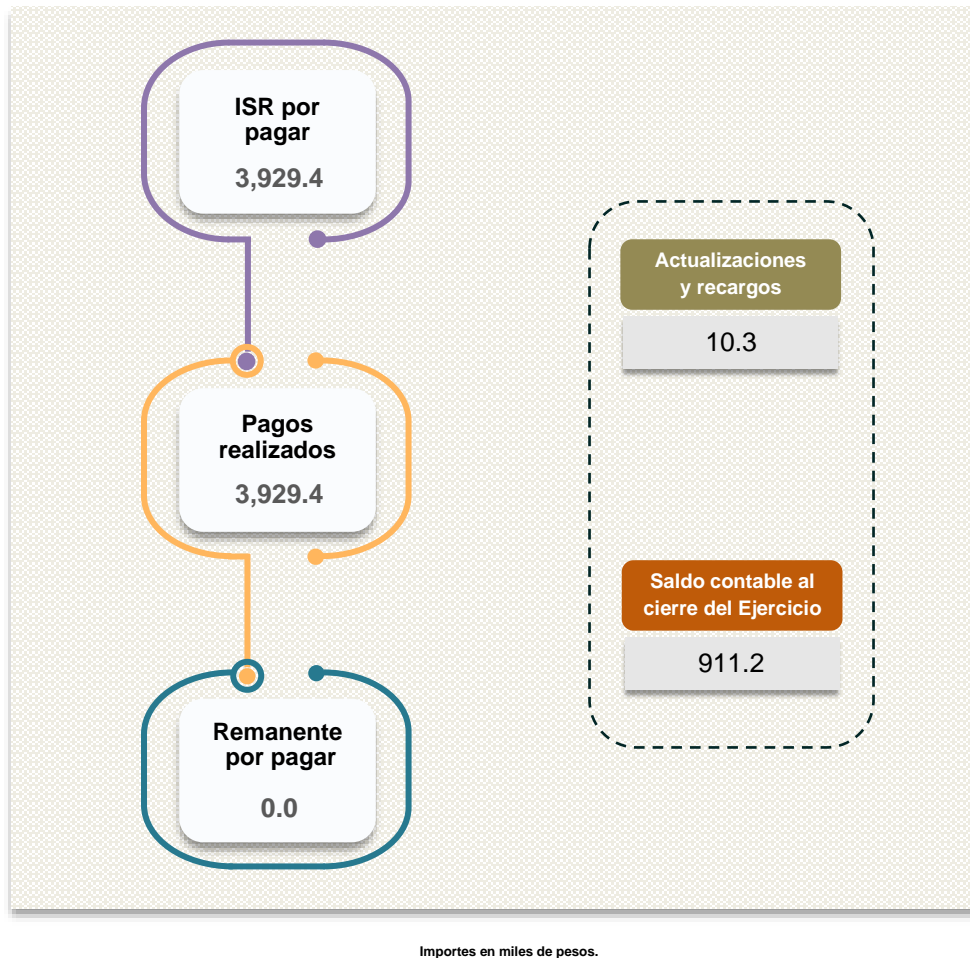 ISR por
pagar
3,929.4
Pagos
realizados
3,929.4
Remanente
por pagar
0.0
Actualizaciones
y recargos
10.3
Saldo contable al
cierre del Ejercicio
911.2
Importes en miles de pesos.